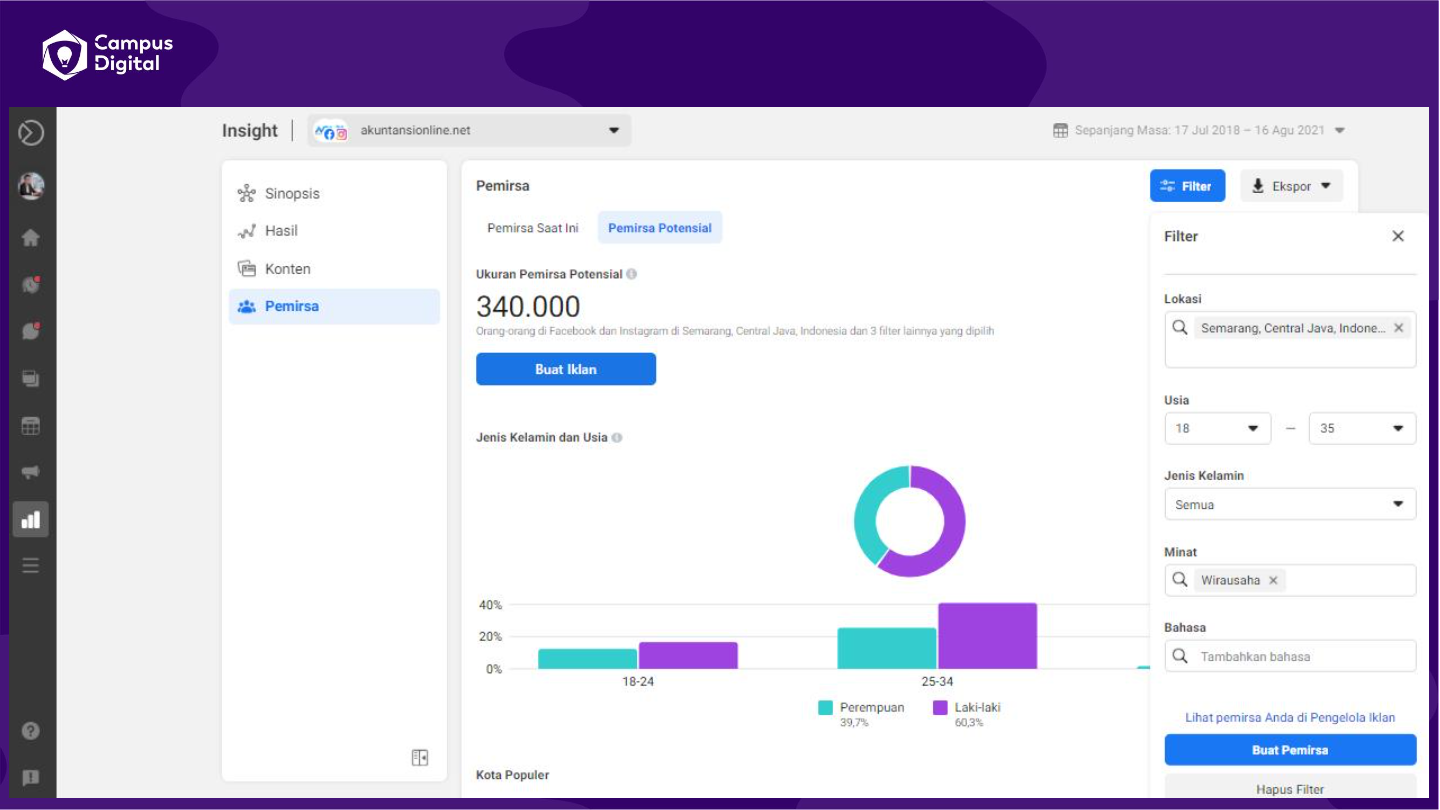 Campus
Digital
Insight
akuntansionline.net
Sepanjang Masa: 17 Jul 2018 – 16 Agu 2021
Sinopsis
Hasil
Konten
Pemirsa
Pemirsa
Filter
Ekspor
Pemirsa Saat Ini
Pemirsa Potensial
Ukuran Pemirsa Potensial
340.000
Orang-orang di Facebook dan Instagram di Semarang, Central Java, Indonesia dan 3 filter lainnya yang dipilih
Buat Iklan
Jenis Kelamin dan Usia
40%
20%
0%
18-24
25-34
Perempuan
39,7%
Laki-laki
60,3%
Kota Populer
Filter
Lokasi
Semarang, Central Java, Indone...
Usia
18 — 35
Jenis Kelamin
Semua
Minat
Wirausaha
Bahasa
Tambahkan bahasa
Lihat pemirsa Anda di Pengelola Iklan
Buat Pemirsa
Hapus Filter